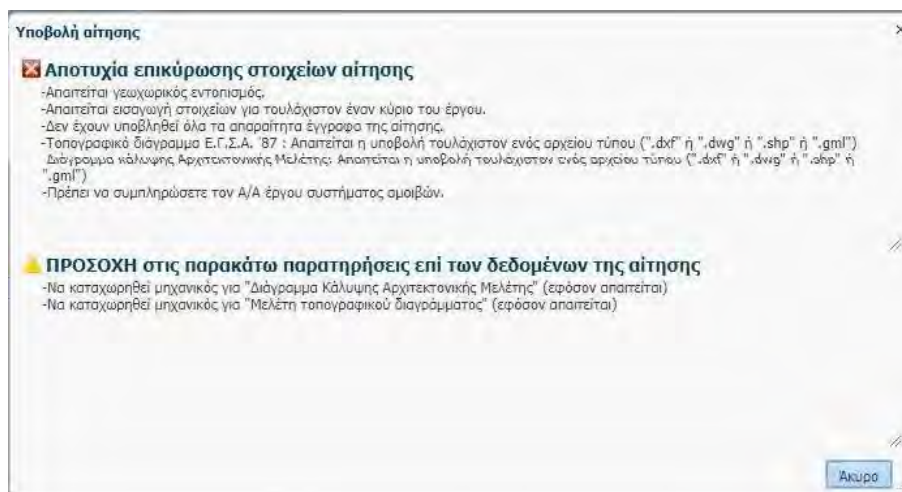 Υποβολή αίτησης
Αποτυχία επικύρωσης στοιχείων αίτησης
-Απαιτείται γεωχωρικός εντοπισμός.
-Απαιτείται εισαγωγή στοιχείων για τουλάχιστον έναν κύριο του έργου.
-Δεν έχουν υποβληθεί όλα τα απαραίτητα έγγραφα της αίτησης.
-Τοπογραφικό διάγραμμα Ε.Γ.Σ.Α. '87 : Απαιτείται η υποβολή τουλάχιστον ενός αρχείου τύπου (".dxf" ή ".dwg" ή ".shp" ή ".gml")
Διάγραμμα κάλυψης Αρχιτεκτονικής Μελέτης: Απαιτείται η υποβολή τουλάχιστον ενός αρχείου τύπου (".dxf" ή ".dwg" ή ".shp" ή
".gml")
-Πρέπει να συμπληρώσετε τον Α/Α έργου συστήματος αμοιβών.
ΠΡΟΣΟΧΗ στις παρακάτω παρατηρήσεις επί των δεδομένων της αίτησης
-Να καταχωρηθεί μηχανικός για "Διάγραμμα Κάλυψης Αρχιτεκτονικής Μελέτης" (εφόσον απαιτείται)
-Να καταχωρηθεί μηχανικός για "Μελέτη τοπογραφικού διαγράμματος" (εφόσον απαιτείται)
Άκυρο